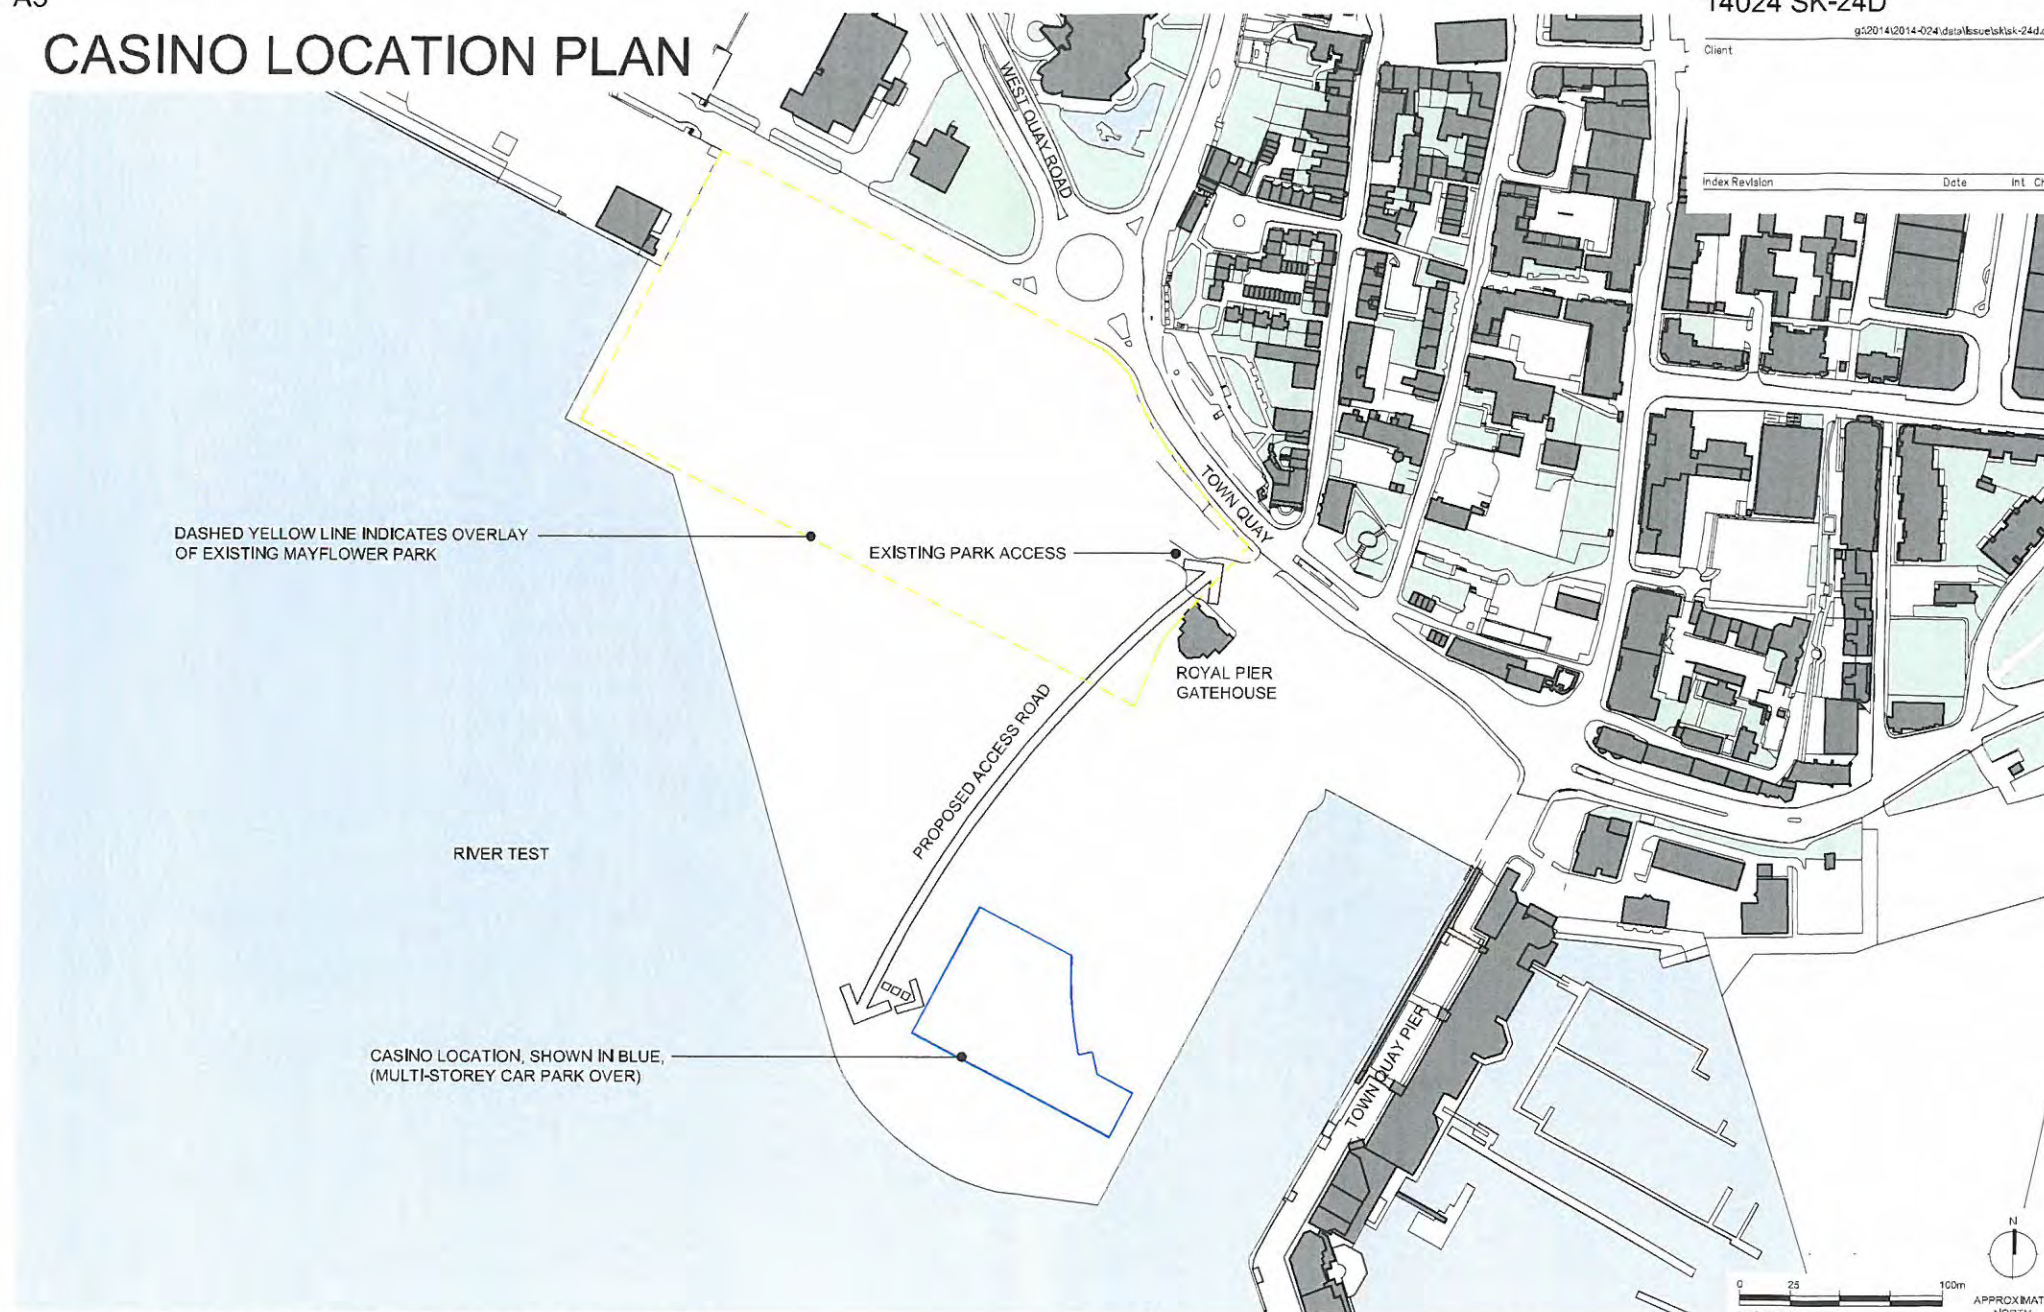 CASINO LOCATION PLAN
14024 SK-24D
Client
Index Revision Date Int
WEST QUAY ROAD
DASHED YELLOW LINE INDICATES OVERLAY
OF EXISTING MAYFLOWER PARK
EXISTING PARK ACCESS
TOWN QUAY
ROYAL PIER
GATEHOUSE
PROPOSED ACCESS ROAD
RIVER TEST
CASINO LOCATION, SHOWN IN BLUE,
(MULTI-STOREY CAR PARK OVER)
TOWN QUAY PIER
N
0 25 100m